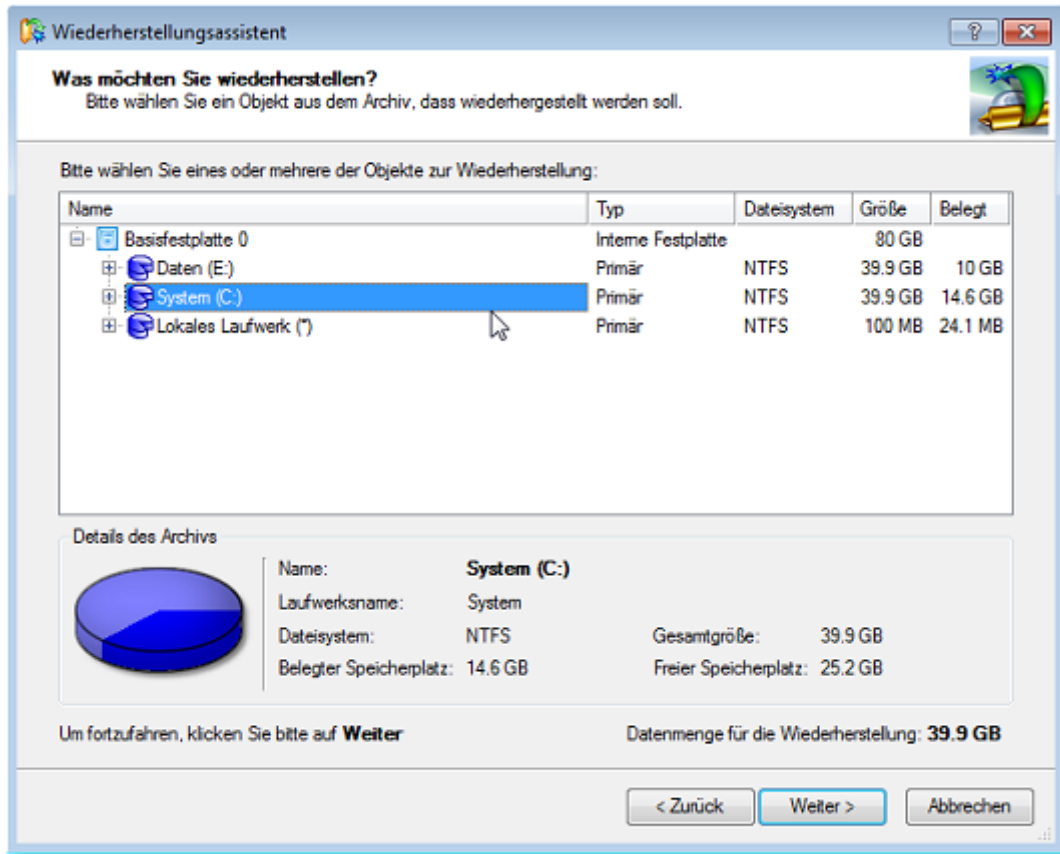 Wiederherstellungsassistent
Was möchten Sie wiederherstellen?
Bitte wählen Sie ein Objekt aus dem Archiv, dass wiederhergestellt werden soll.
Bitte wählen Sie eines oder mehrere der Objekte zur Wiederherstellung:
Name Typ Dateisystem Größe Belegt
Basisfestplatte 0 Interne Festplatte 80 GB
Daten (E:) Primär NTFS 39.9 GB 10 GB
System (C:) Primär NTFS 39.9 GB 14.6 GB
Lokales Laufwerk (*) Primär NTFS 100 MB 24.1 MB
Details des Archivs
Name: System (C:)
Laufwerksname: System
Dateisystem: NTFS Gesamtgröße: 39.9 GB
Belegter Speicherplatz: 14.6 GB Freier Speicherplatz: 25.2 GB
Um fortzufahren, klicken Sie bitte auf Weiter Datenmenge für die Wiederherstellung: 39.9 GB
< Zurück Weiter > Abbrechen